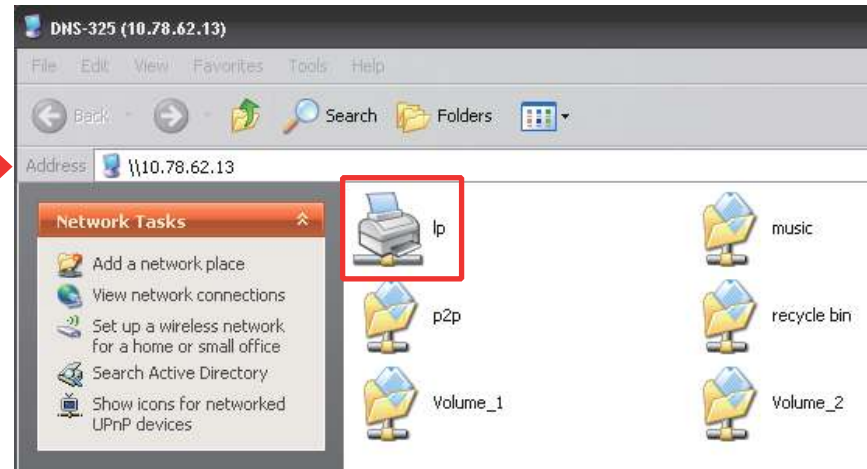 DNS-325 (10.78.62.13)
File Edit View Favorites Tools Help
Back Search Folders
Address \\10.78.62.13
Network Tasks
Add a network place
View network connections
Set up a wireless network
for a home or small office
Search Active Directory
Show icons for networked
UPnP devices
lp
music
p2p
recycle bin
Volume_1
Volume_2